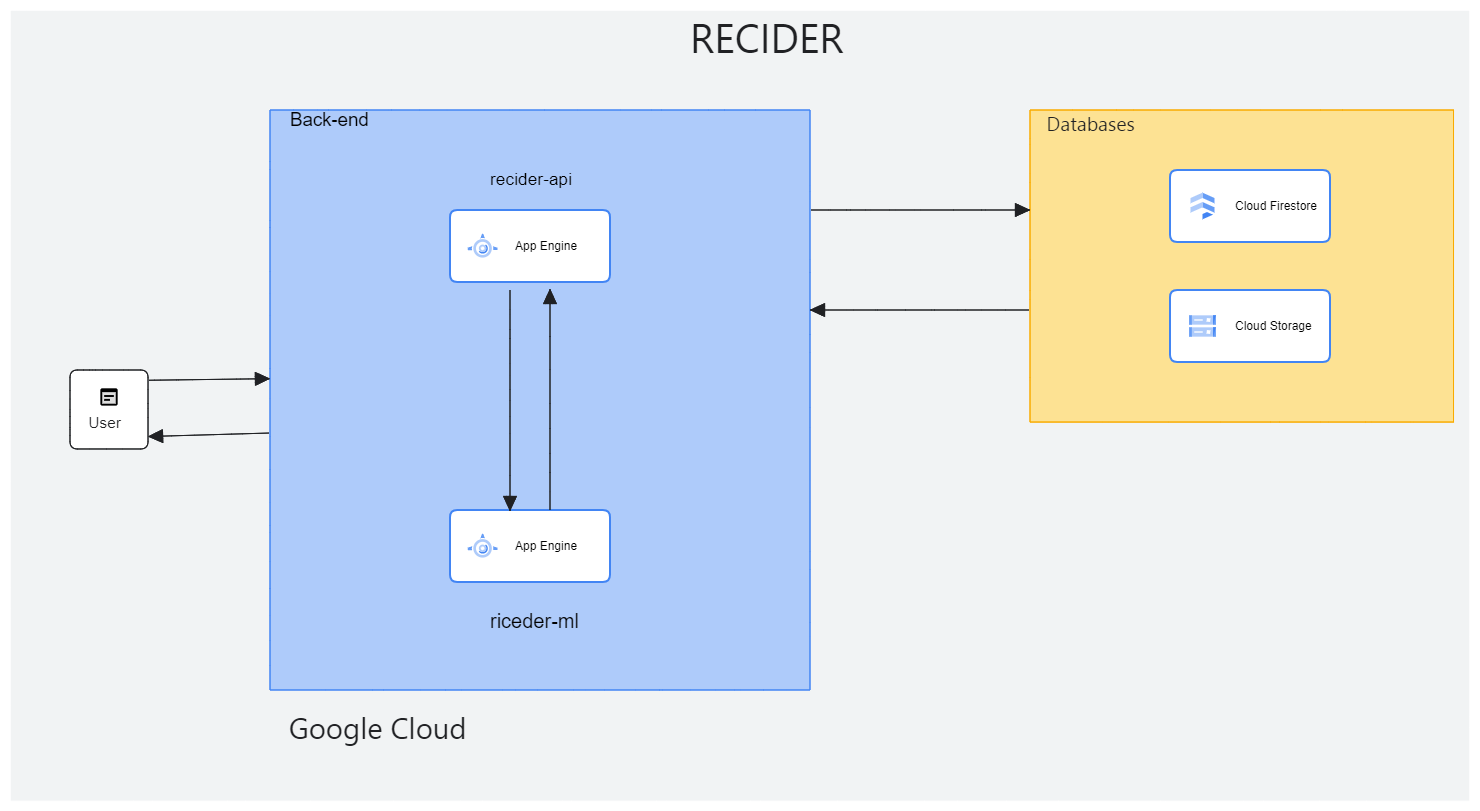 RECIDER
Back-end
Databases
recider-api
Cloud Firestore
App Engine
Cloud Storage
User
App Engine
riceder-ml
Google Cloud